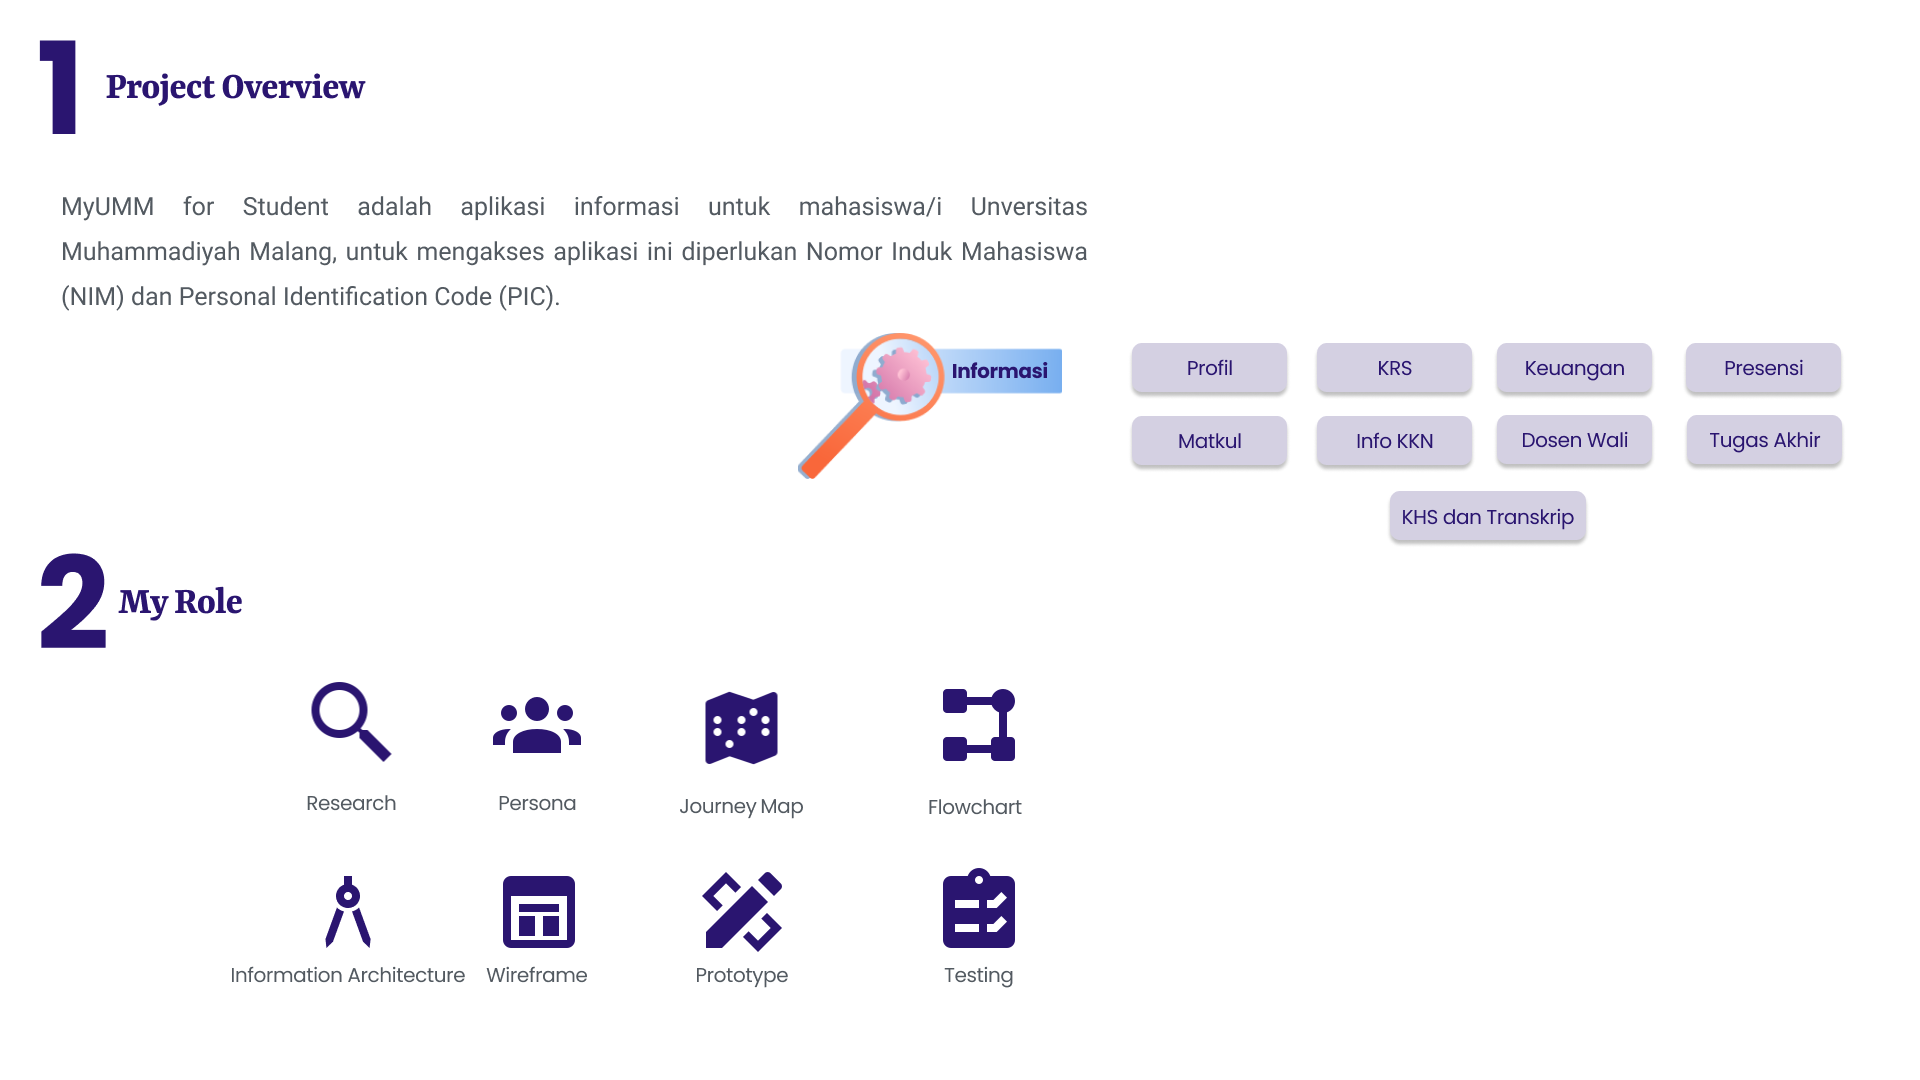 1
Project Overview
MyUMM for Student adalah aplikasi informasi untuk mahasiswa/i Unversitas
Muhammadiyah Malang, untuk mengakses aplikasi ini diperlukan Nomor Induk Mahasiswa
(NIM) dan Personal Identification Code (PIC).
Informasi
Profil
KRS
Keuangan
Presensi
Matkul
Info KKN
Dosen Wali
Tugas Akhir
KHS dan Transkrip
2
My Role
Research
Persona
Journey Map
Flowchart
Information Architecture
Wireframe
Prototype
Testing